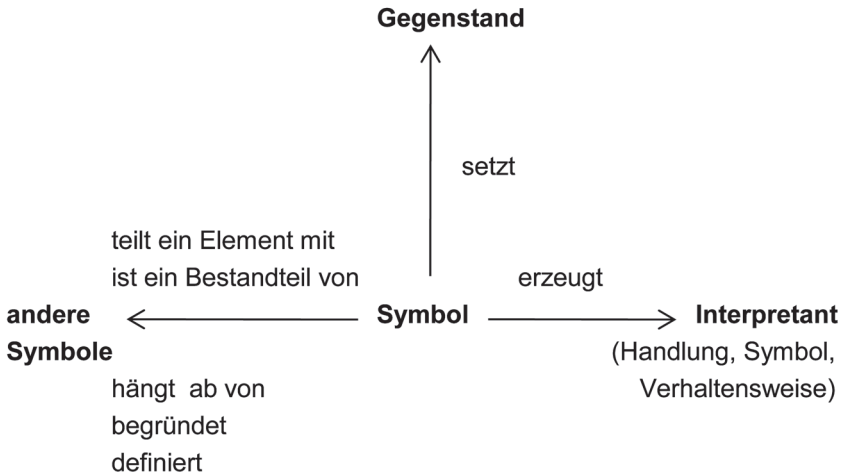 Gegenstand
setzt
teilt ein Element mit
ist ein Bestandteil von
erzeugt
andere
Symbole
Symbol
Interpretant
(Handlung, Symbol,
Verhaltensweise)
hängt ab von
begründet
definiert